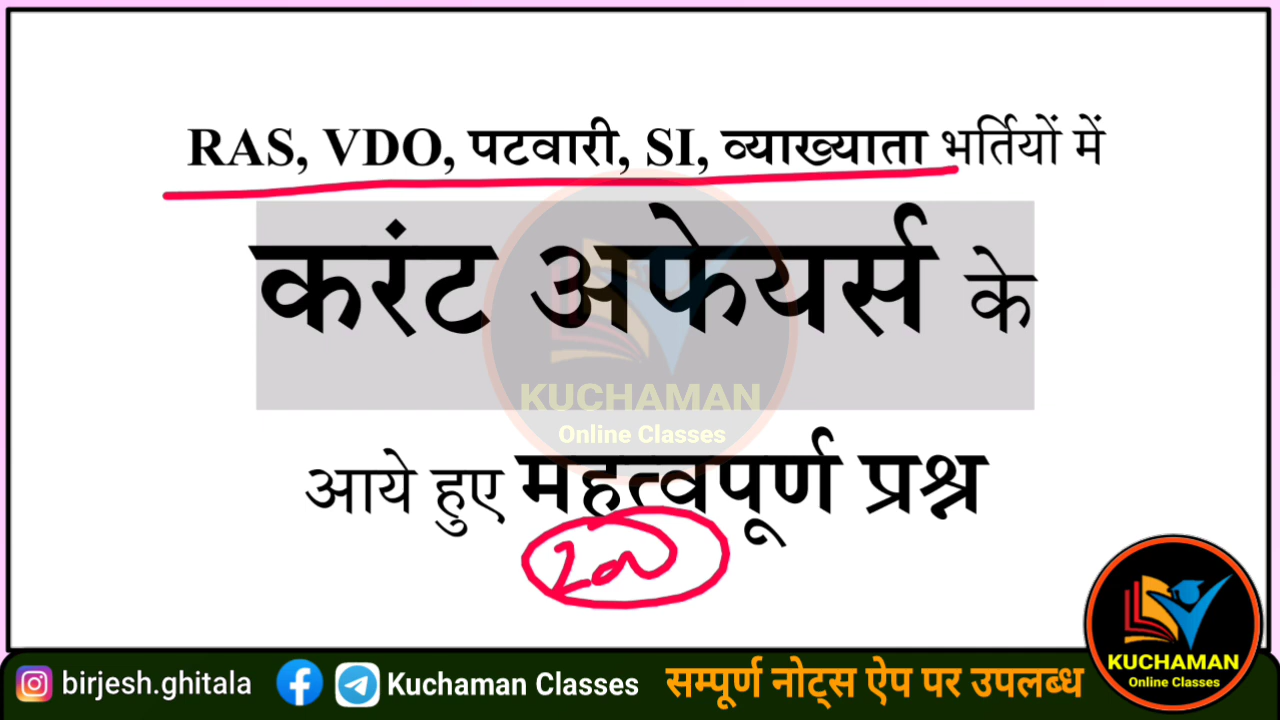 RAS, VDO, पटवारी, SI, व्याख्याता भर्तियों में
करंट अफेयर्स के
KUCHAMAN
Online Classes
आये हुए महत्वपूर्ण प्रश्न
KUCHAMAN
Online Classes
birjesh.ghitala
Kuchaman Classes
सम्पूर्ण नोट्स ऐप पर उपलब्ध